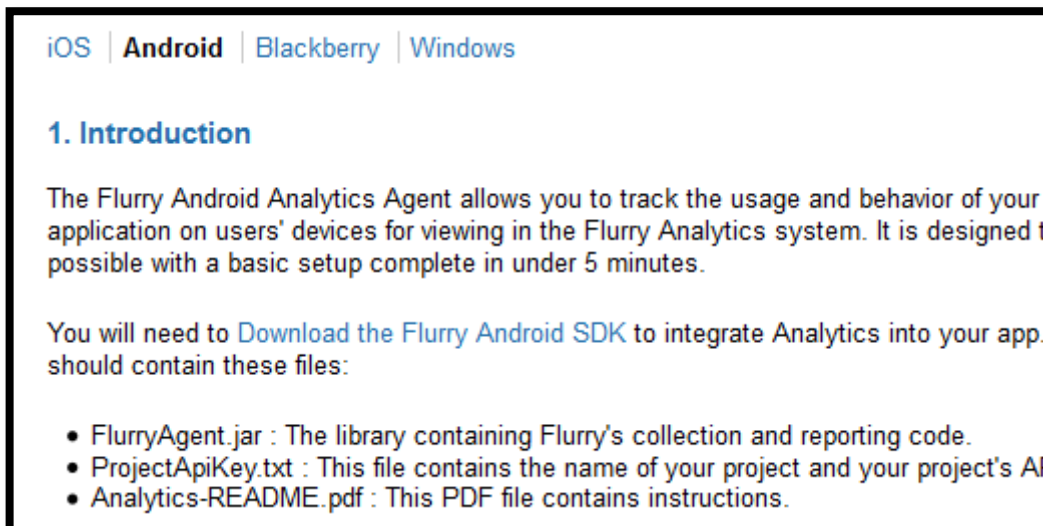 iOS | Android | Blackberry | Windows
1. Introduction
The Flurry Android Analytics Agent allows you to track the usage and behavior of your
application on users' devices for viewing in the Flurry Analytics system. It is designed
possible with a basic setup complete in under 5 minutes.
You will need to Download the Flurry Android SDK to integrate Analytics into your app.
should contain these files:
• FlurryAgent.jar : The library containing Flurry's collection and reporting code.
• ProjectApiKey.txt : This file contains the name of your project and your project's
• Analytics-README.pdf : This PDF file contains instructions.